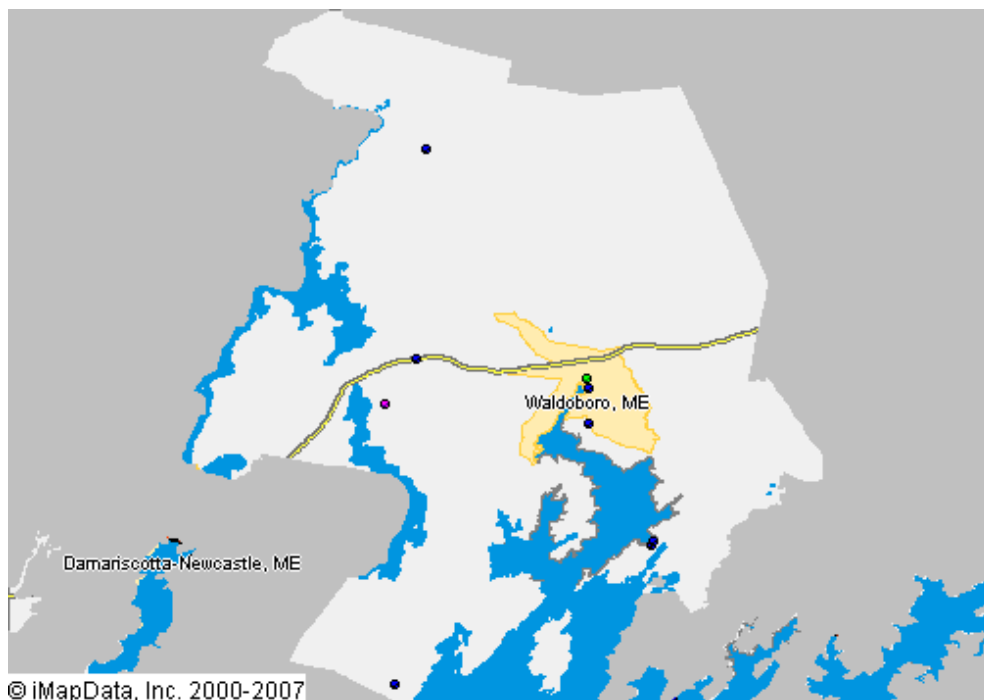 Waldoboro, ME
Damariscotta-Newcastle, ME
© iMapData, Inc. 2000-2007